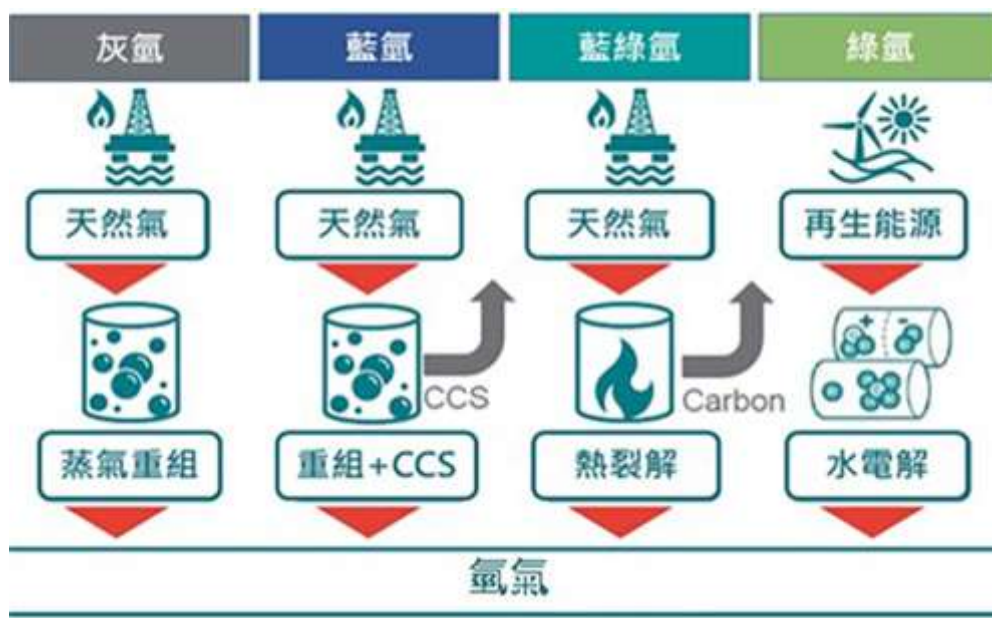 灰氫
藍氫
藍綠氫
綠氫
天然氣
天然氣
天然氣
再生能源
CCS
Carbon
+ -
蒸氣重組
重組+CCS
熱裂解
水電解
氫氣